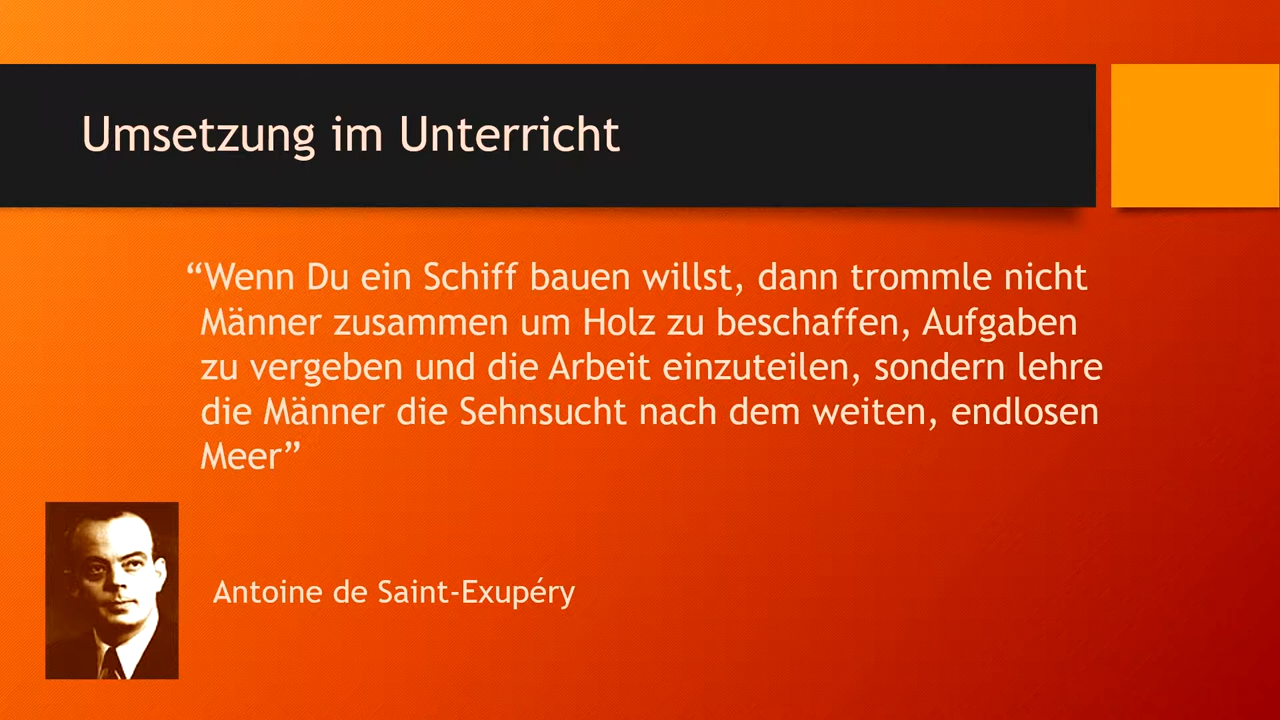 Umsetzung im Unterricht
“Wenn Du ein Schiff bauen willst, dann trommle nicht
Männer zusammen um Holz zu beschaffen, Aufgaben
zu vergeben und die Arbeit einzuteilen, sondern lehre
die Männer die Sehnsucht nach dem weiten, endlosen
Meer”
Antoine de Saint-Exupéry